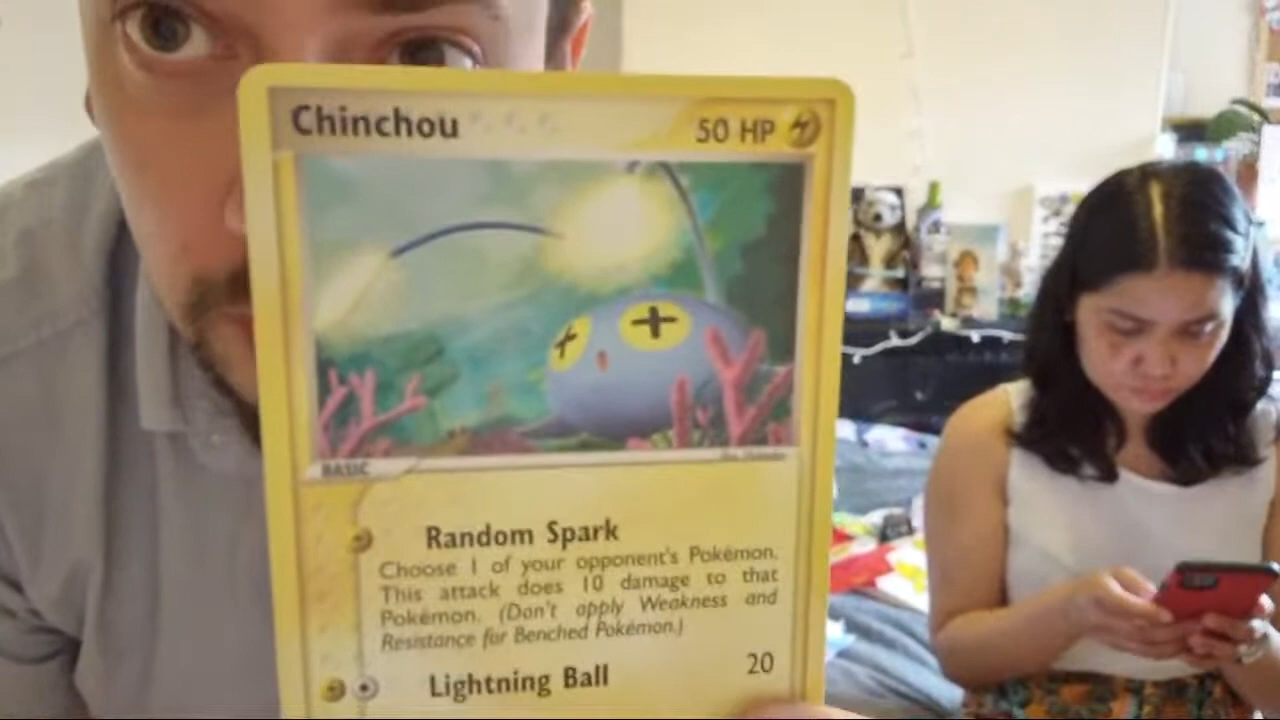 Chinchou 50 HP
BASIC
Random Spark
Choose 1 of your opponent's Pokémon.
This attack does 10 damage to that
Pokémon. (Don't apply Weakness and
Resistance for Benched Pokémon.)
Lightning Ball 20